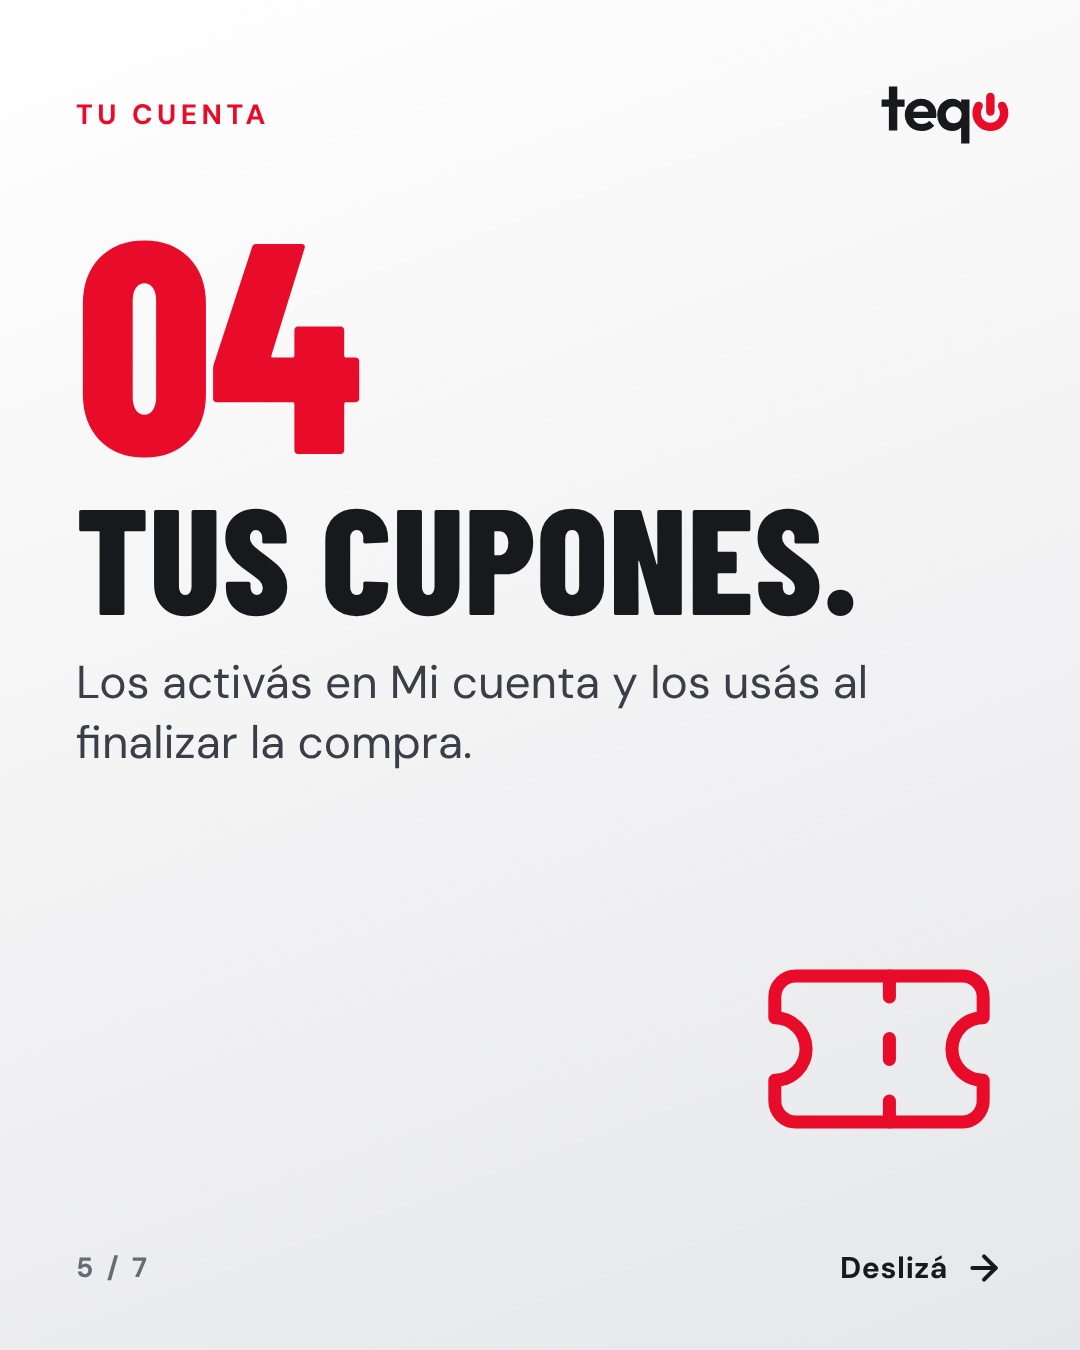 TU CUENTA
teqo
04
TUS CUPONES.
Los activás en Mi cuenta y los usás al
finalizar la compra.
5 / 7
Deslizá